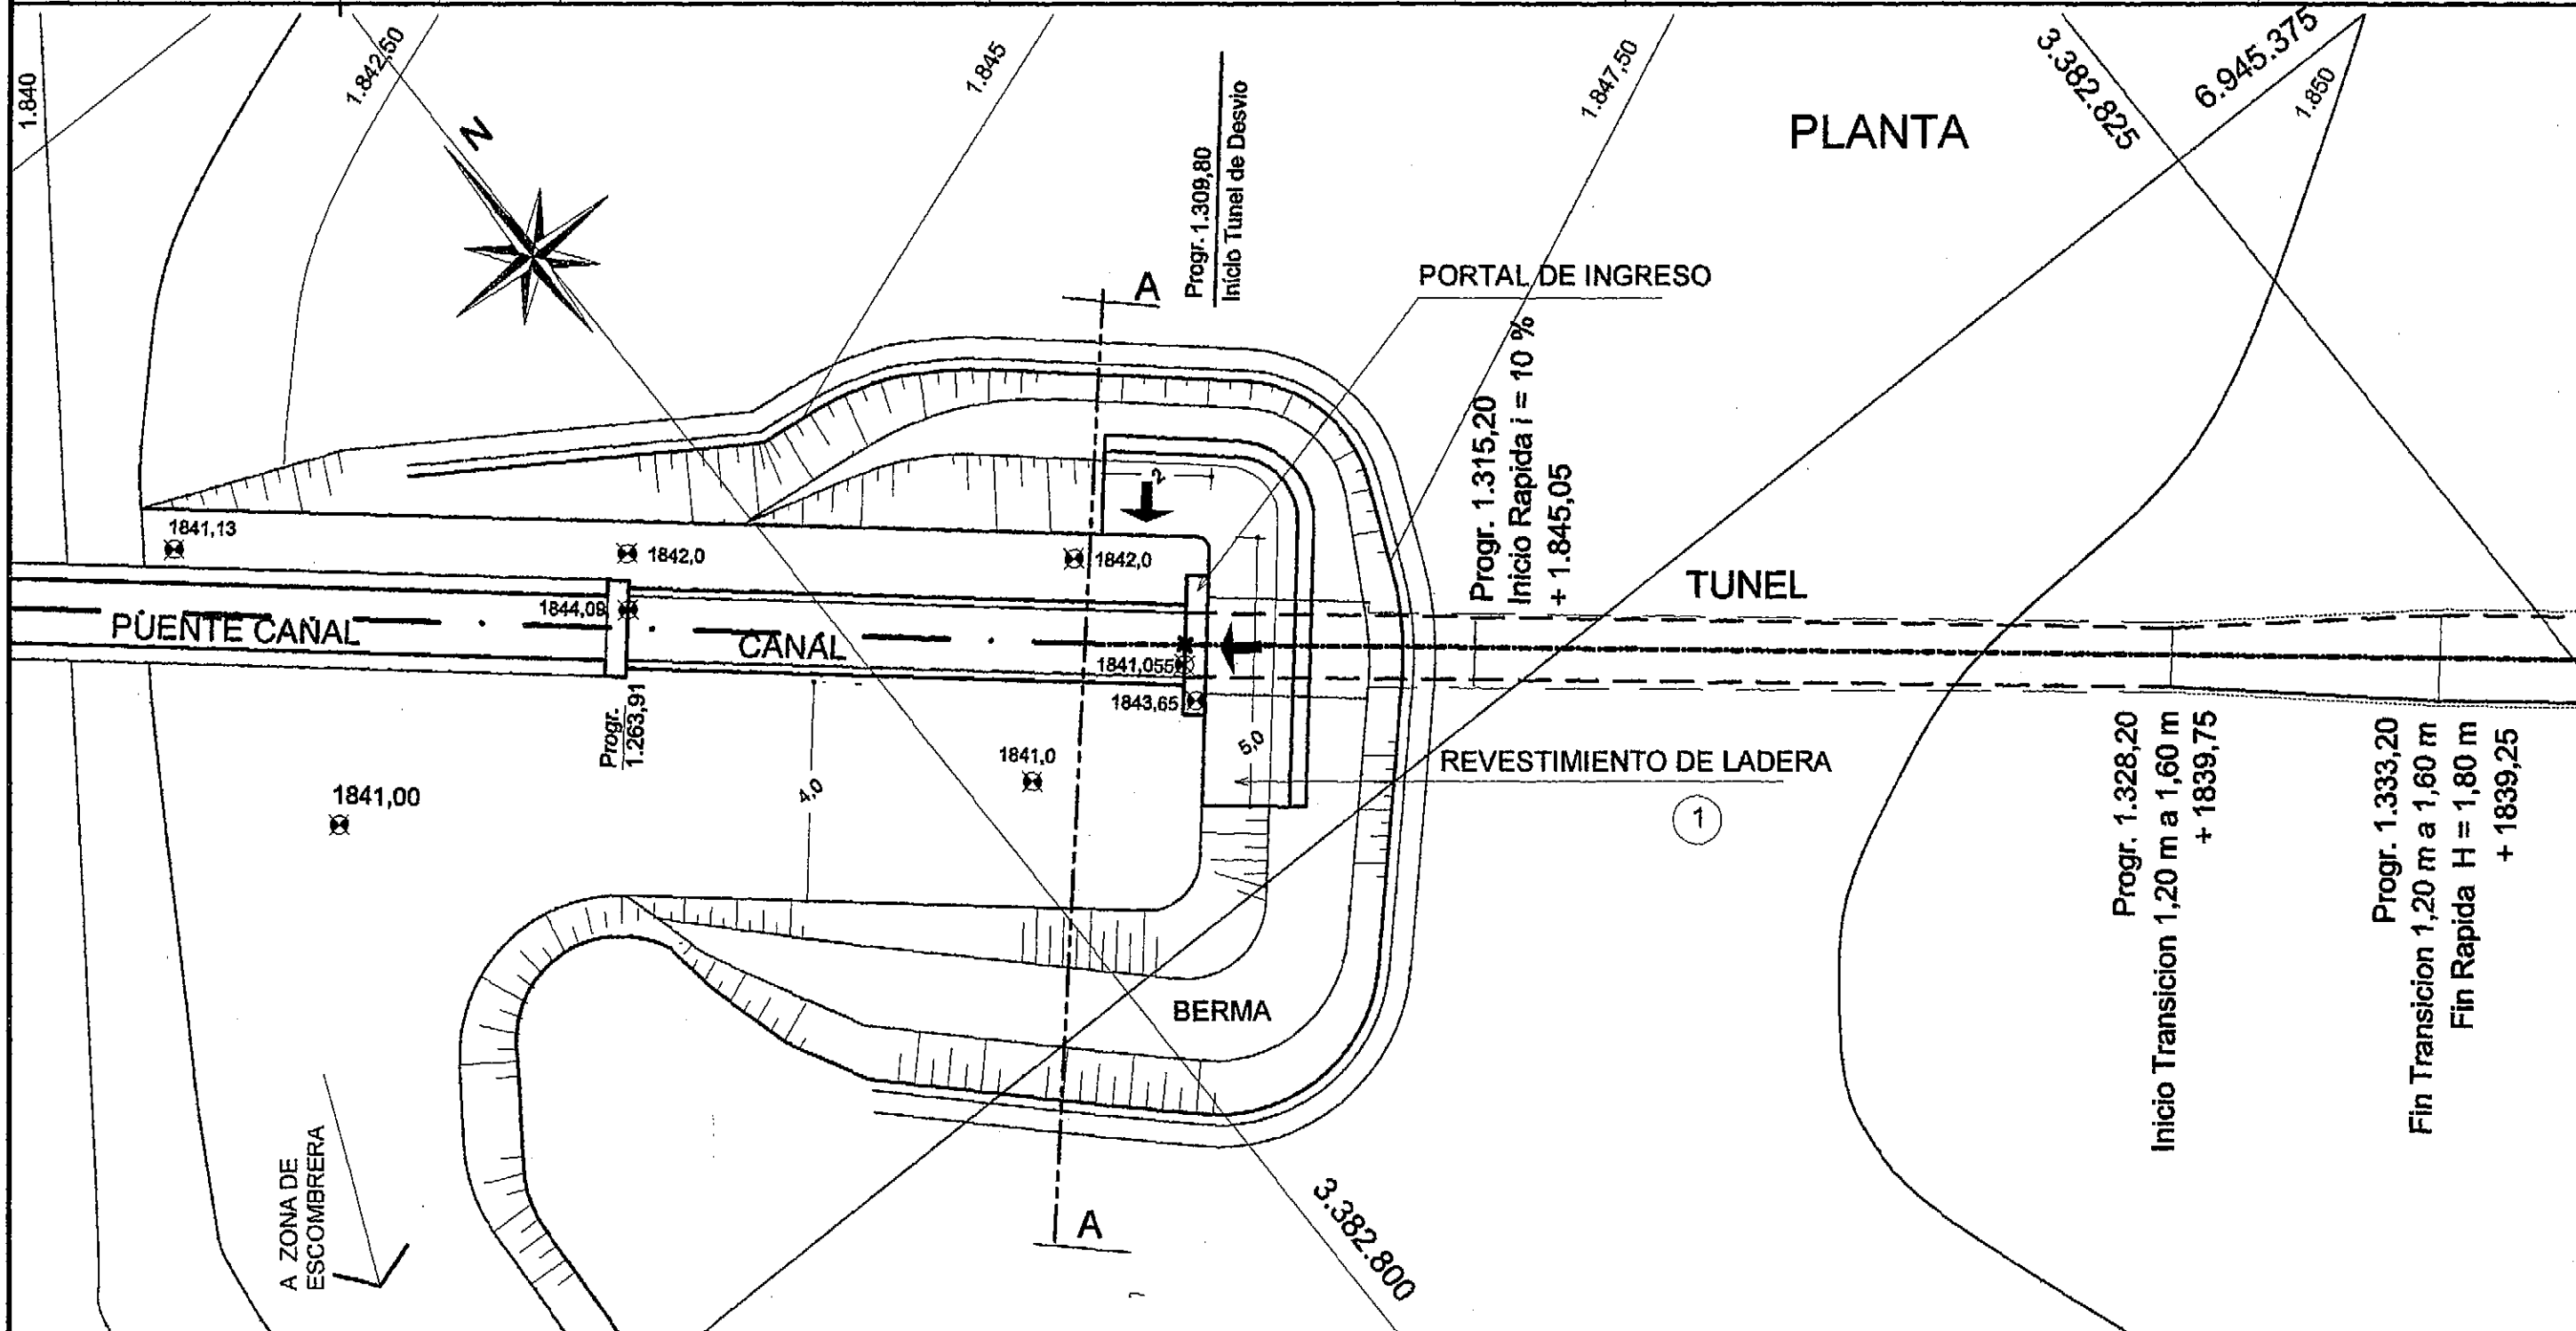 1.840
1.842,50
1.845
1.847,50
3.382.825
6.945.375
1.850
N
PLANTA
Progr. 1.309,80
Início Tunel de Desvio
A
PORTAL DE INGRESO
Progr. 1.315,20
Inicio Rapida i = 10 %
+ 1.845,05
2
1841,13
1842,0
1842,0
TUNEL
1844,09
PUENTE CANAL
CANAL
1841,055
1843,65
Progr.
1.263,91
5,0
1841,0
REVESTIMIENTO DE LADERA
1
4,0
1841,00
Progr. 1.328,20
Inicio Transicion 1,20 m a 1,60 m
+ 1839,75
Progr. 1.333,20
Fin Transicion 1,20 m a 1,60 m
Fin Rapida H = 1,80 m
+ 1839,25
BERMA
A ZONA DE
ESCOMBRERA
A
3.382.800